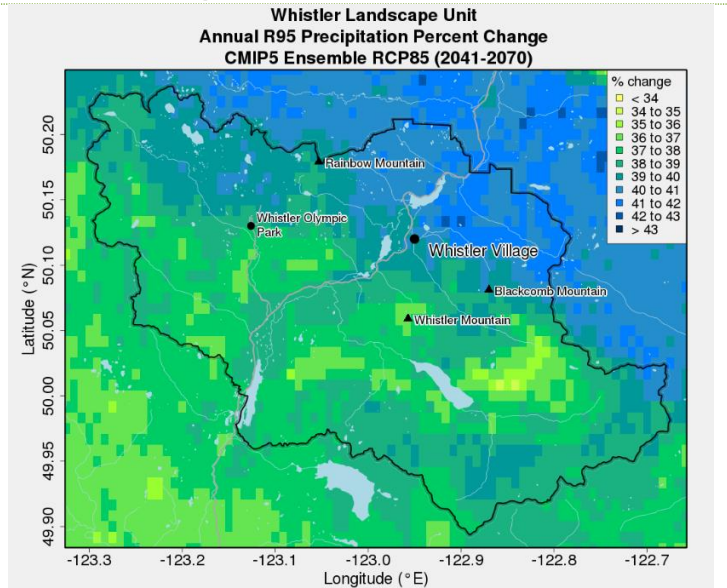 Whistler Landscape Unit
Annual R95 Precipitation Percent Change
CMIP5 Ensemble RCP85 (2041-2070)
% change
< 34
34 to 35
35 to 36
36 to 37
37 to 38
38 to 39
39 to 40
40 to 41
41 to 42
42 to 43
> 43
Rainbow Mountain
Whistler Olympic
Park
Whistler Village
Blackcomb Mountain
Whistler Mountain
Latitude (°N)
50.20
50.15
50.10
50.05
50.00
49.95
49.90
-123.3
-123.2
-123.1
-123.0
-122.9
-122.8
-122.7
Longitude (°E)